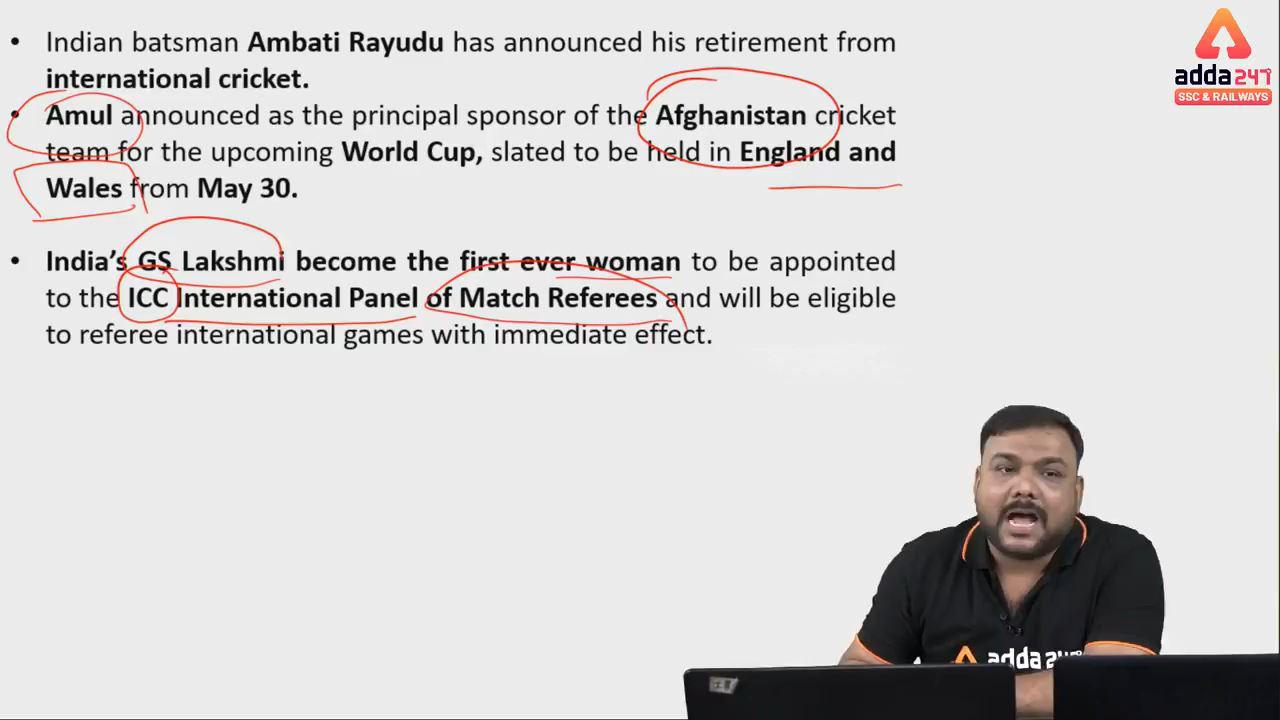 • Indian batsman Ambati Rayudu has announced his retirement from
international cricket.
• Amul announced as the principal sponsor of the Afghanistan cricket
team for the upcoming World Cup, slated to be held in England and
Wales from May 30.
• India's GS Lakshmi become the first ever woman to be appointed
to the ICC International Panel of Match Referees and will be eligible
to referee international games with immediate effect.
adda247
SSC & RAILWAYS
adda247